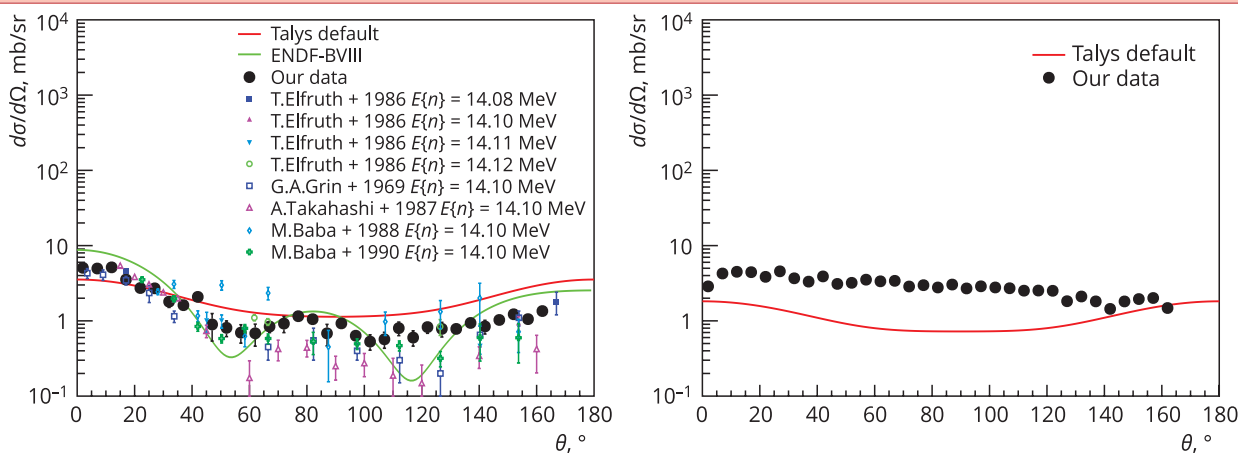 dσ/dΩ, mb/sr
10⁴
10³
10²
10
1
10⁻¹
Talys default
ENDF-BVIII
Our data
T.Elfruth + 1986 E{n} = 14.08 MeV
T.Elfruth + 1986 E{n} = 14.10 MeV
T.Elfruth + 1986 E{n} = 14.11 MeV
T.Elfruth + 1986 E{n} = 14.12 MeV
G.A.Grin + 1969 E{n} = 14.10 MeV
A.Takahashi + 1987 E{n} = 14.10 MeV
M.Baba + 1988 E{n} = 14.10 MeV
M.Baba + 1990 E{n} = 14.10 MeV
0 20 40 60 80 100 120 140 160 180
θ, °
dσ/dΩ, mb/sr
10⁴
10³
10²
10
1
10⁻¹
Talys default
Our data
0 20 40 60 80 100 120 140 160 180
θ, °